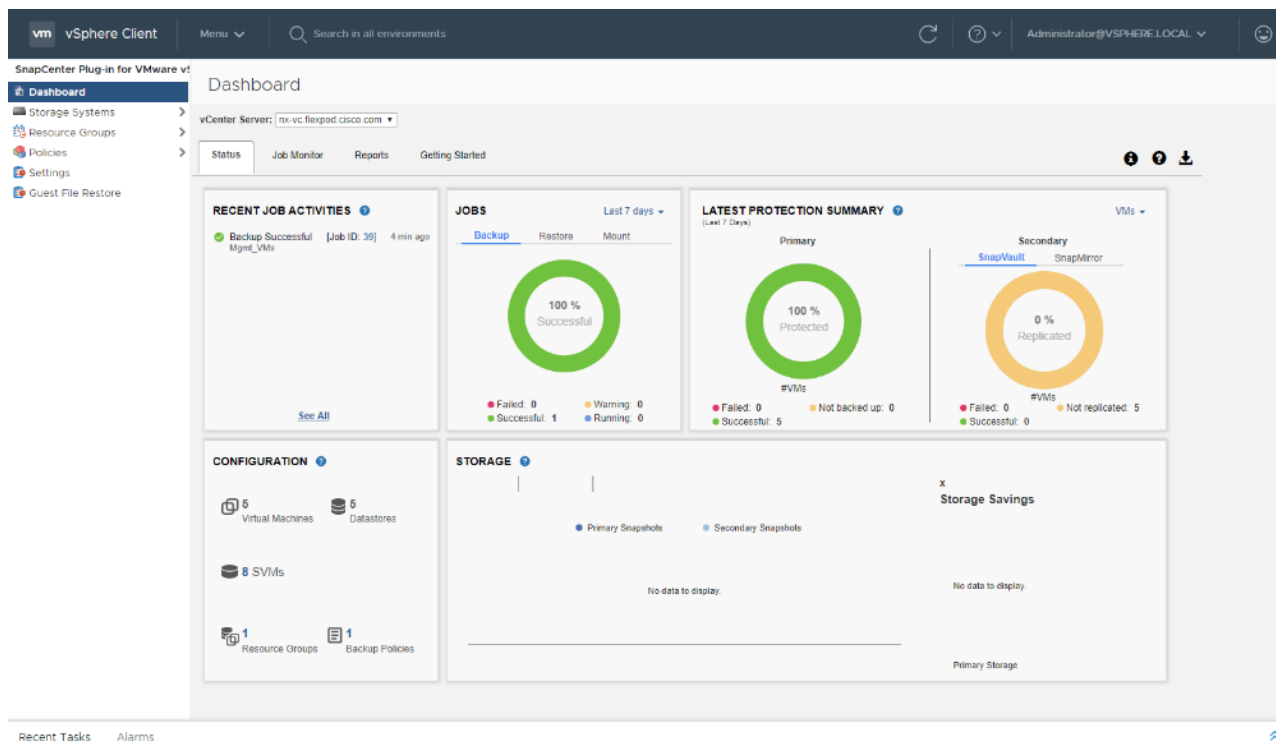 vm vSphere Client Menu Search in all environments Administrator@VSPHERE.LOCAL
SnapCenter Plug-in for VMware vS
Dashboard
Storage Systems
Resource Groups
Policies
Settings
Guest File Restore
Dashboard
vCenter Server: nx-vc.flexpod.cisco.com
Status Job Monitor Reports Getting Started
RECENT JOB ACTIVITIES
Backup Successful [Job ID: 39] 4 min ago
Mgmt_VMs
See All
JOBS Last 7 days
Backup Restore Mount
100 %
Successful
Failed: 0 Warning: 0
Successful: 1 Running: 0
LATEST PROTECTION SUMMARY VMs
(Last 7 Days)
Primary
100 %
Protected
#VMs
Failed: 0 Not backed up: 0
Successful: 5
Secondary
SnapVault SnapMirror
0 %
Replicated
#VMs
Failed: 0 Not replicated: 5
Successful: 0
CONFIGURATION
5
Virtual Machines
5
Datastores
8 SVMs
1
Resource Groups
1
Backup Policies
STORAGE
Primary Snapshots Secondary Snapshots
No data to display.
x
Storage Savings
No data to display.
Primary Storage
Recent Tasks Alarms